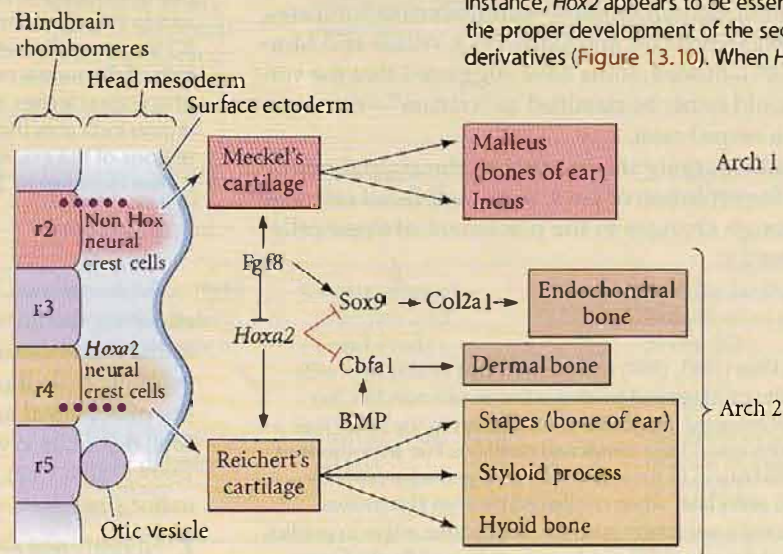 instance, Hox2 appears to be essen
the proper development of the sec
derivatives (Figure 13.10). When H
Hindbrain
rhombomeres
Head mesoderm
Surface ectoderm
Meckel's
cartilage
Malleus
(bones of ear)
Incus
Arch 1
r2
Non Hox
neural
crest cells
Fgf8
r3
Sox9
Col2a1
Endochondral
bone
Hoxa2
Hoxa2
neural
crest cells
r4
Cbfa1
Dermal bone
Arch 2
BMP
Stapes (bone of ear)
r5
Reichert's
cartilage
Styloid process
Hyoid bone
Otic vesicle